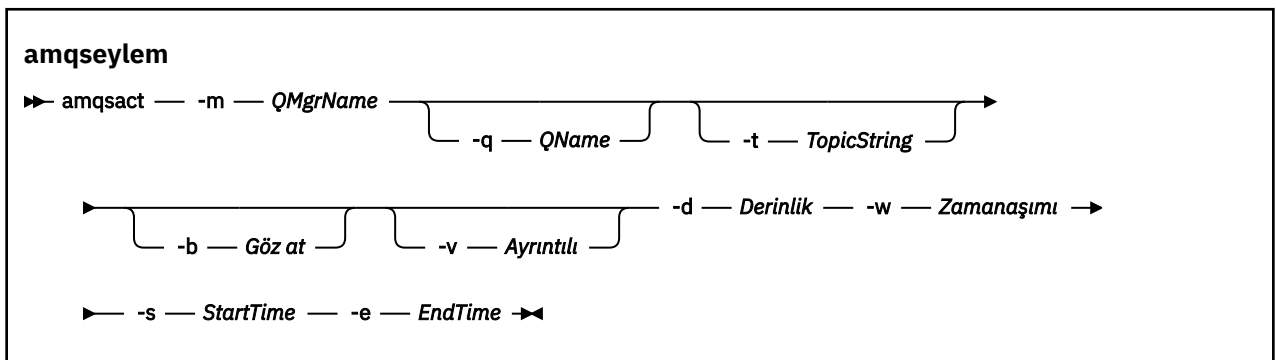 amqseylem
amqsact -m QMgrName
-q QName -t TopicString
-d Derinlik -w Zamanaşımı
-b Göz at -v Ayrıntılı
-s StartTime -e EndTime